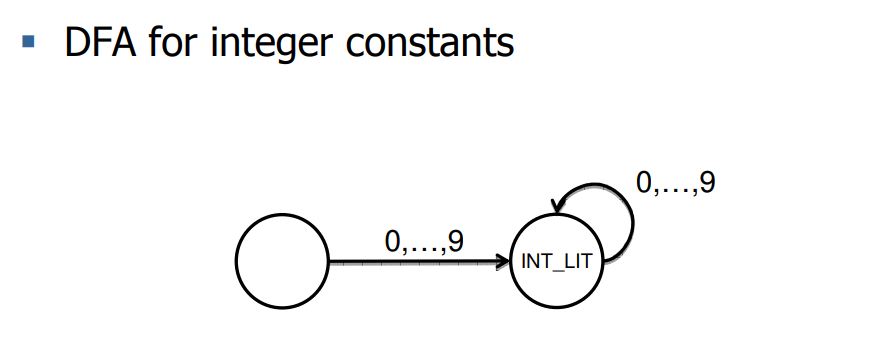 DFA for integer constants
0,...,9
0,...,9
INT_LIT